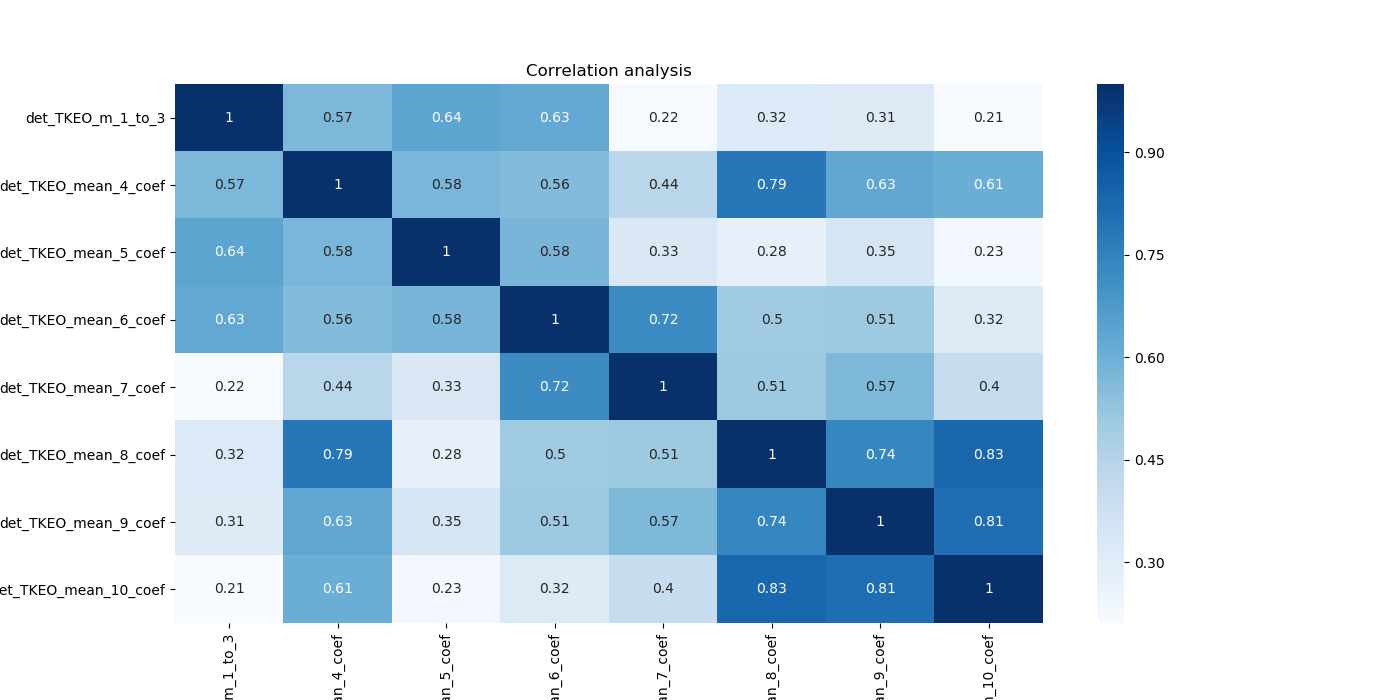 Correlation analysis
det_TKEO_m_1_to_3 1 0.57 0.64 0.63 0.22 0.32 0.31 0.21
det_TKEO_mean_4_coef 0.57 1 0.58 0.56 0.44 0.79 0.63 0.61
det_TKEO_mean_5_coef 0.64 0.58 1 0.58 0.33 0.28 0.35 0.23
det_TKEO_mean_6_coef 0.63 0.56 0.58 1 0.72 0.5 0.51 0.32
det_TKEO_mean_7_coef 0.22 0.44 0.33 0.72 1 0.51 0.57 0.4
det_TKEO_mean_8_coef 0.32 0.79 0.28 0.5 0.51 1 0.74 0.83
det_TKEO_mean_9_coef 0.31 0.63 0.35 0.51 0.57 0.74 1 0.81
et_TKEO_mean_10_coef 0.21 0.61 0.23 0.32 0.4 0.83 0.81 1
m_1_to_3
an_4_coef
an_5_coef
an_6_coef
an_7_coef
an_8_coef
an_9_coef
n_10_coef
0.90
0.75
0.60
0.45
0.30